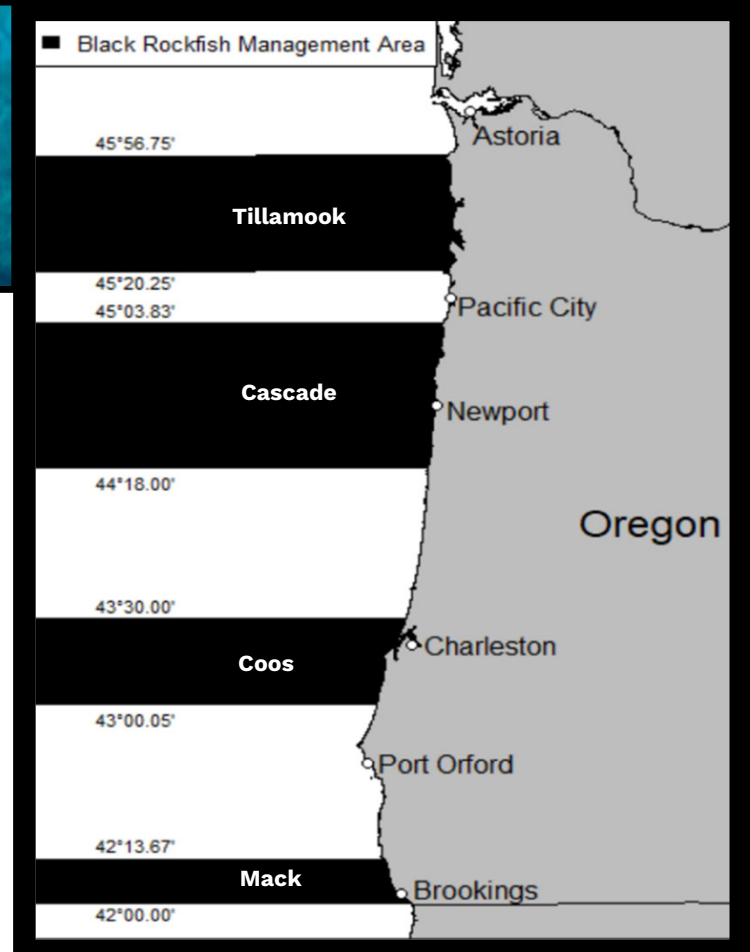 Black Rockfish Management Area
Astoria
45°56.75'
Tillamook
45°20.25'
45°03.83'
Pacific City
Cascade
Newport
44°18.00'
Oregon
43°30.00'
Charleston
Coos
43°00.05'
Port Orford
42°13.67'
Mack
Brookings
42°00.00'